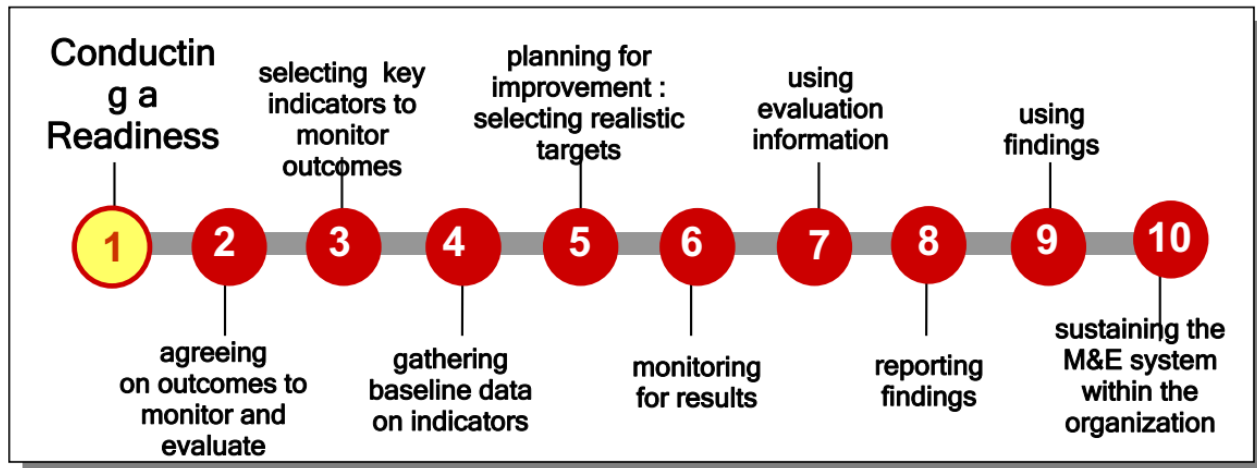 Conductin
g a
Readiness
1
agreeing
on outcomes to
monitor and
evaluate
2
selecting key
indicators to
monitor
outcomes
3
gathering
baseline data
on indicators
4
planning for
improvement :
selecting realistic
targets
5
monitoring
for results
6
using
evaluation
information
7
reporting
findings
8
using
findings
9
sustaining the
M&E system
within the
organization
10